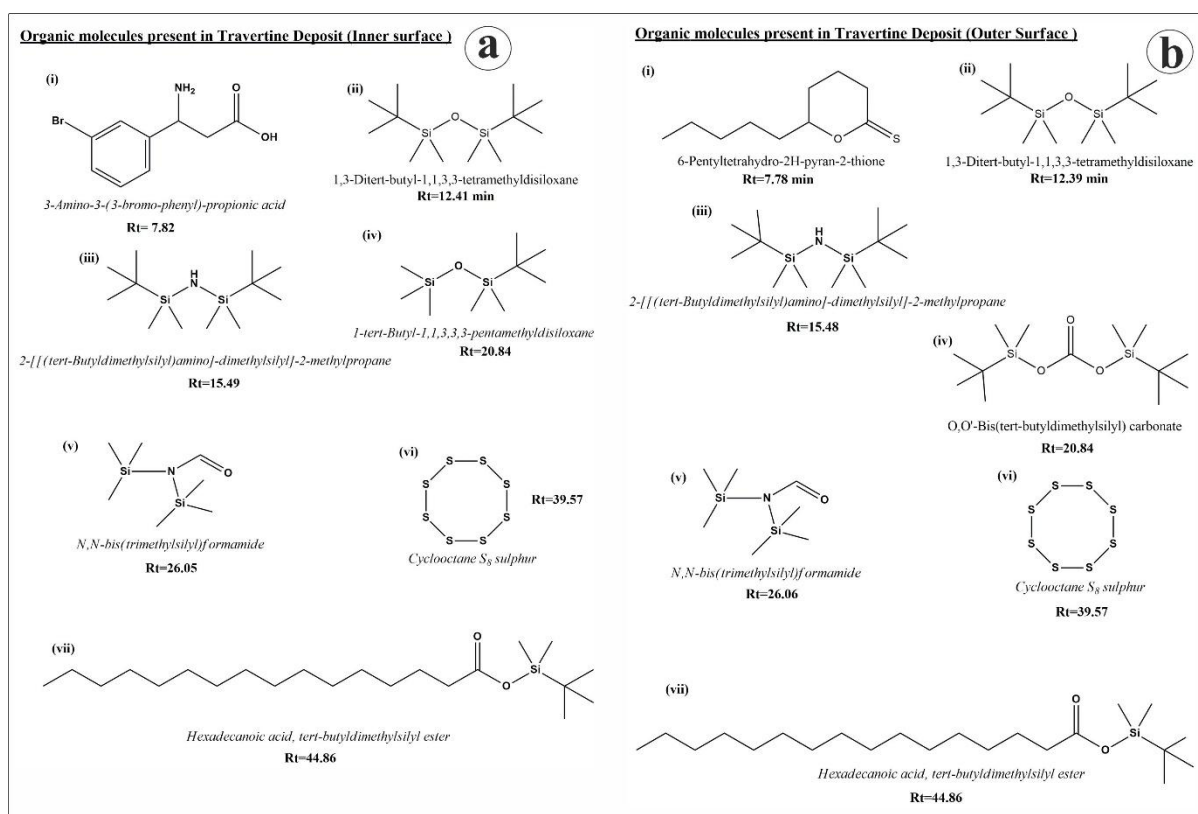 Organic molecules present in Travertine Deposit (Inner surface )
a
(i)
NH₂
O
Br
OH
3-Amino-3-(3-bromo-phenyl)-propionic acid
Rt= 7.82
(ii)
O
Si
Si
1,3-Ditert-butyl-1,1,3,3-tetramethyldisiloxane
Rt=12.41 min
(iii)
H
N
Si
Si
2-[[(tert-Butyldimethylsilyl)amino]-dimethylsilyl]-2-methylpropane
Rt=15.49
(iv)
O
Si
Si
1-tert-Butyl-1,1,3,3,3-pentamethyldisiloxane
Rt=20.84
(v)
Si
N
O
Si
N,N-bis(trimethylsilyl)formamide
Rt=26.05
(vi)
S
S
S
S
S
S
S
S
Rt=39.57
Cyclooctane S₈ sulphur
(vii)
O
Si
O
Hexadecanoic acid, tert-butyldimethylsilyl ester
Rt=44.86
Organic molecules present in Travertine Deposit (Outer Surface )
b
(i)
O
S
6-Pentyltetrahydro-2H-pyran-2-thione
Rt=7.78 min
(ii)
O
Si
Si
1,3-Ditert-butyl-1,1,3,3-tetramethyldisiloxane
Rt=12.39 min
(iii)
H
N
Si
Si
2-[[(tert-Butyldimethylsilyl)amino]-dimethylsilyl]-2-methylpropane
Rt=15.48
(iv)
O
Si
Si
O
O
O,O'-Bis(tert-butyldimethylsilyl) carbonate
Rt=20.84
(v)
Si
N
O
Si
N,N-bis(trimethylsilyl)formamide
Rt=26.06
(vi)
S
S
S
S
S
S
S
S
Cyclooctane S₈ sulphur
Rt=39.57
(vii)
O
Si
O
Hexadecanoic acid, tert-butyldimethylsilyl ester
Rt=44.86